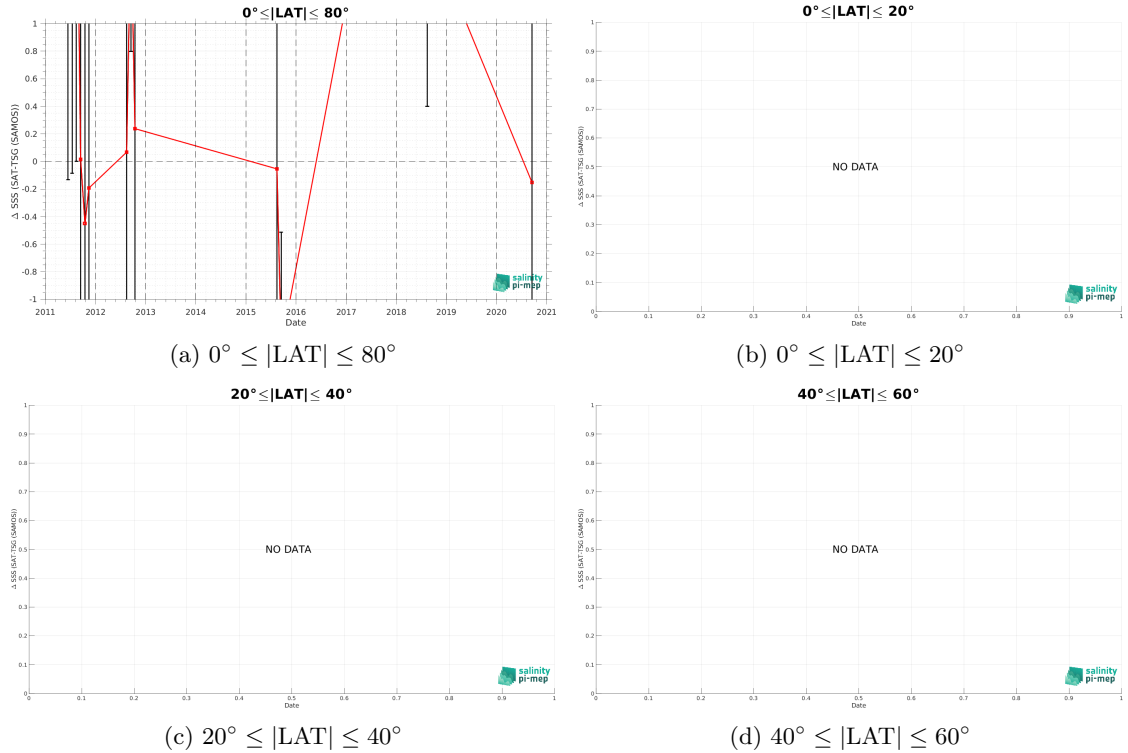 0°≤|LAT|≤ 80°
Δ SSS (SAT-TSG (SAMOS))
1
0.8
0.6
0.4
0.2
0
-0.2
-0.4
-0.6
-0.8
-1
2011 2012 2013 2014 2015 2016 2017 2018 2019 2020 2021
Date
salinity
pi-mep
(a) 0° ≤ |LAT| ≤ 80°
0°≤|LAT|≤ 20°
Δ SSS (SAT-TSG (SAMOS))
1
0.9
0.8
0.7
0.6
0.5
0.4
0.3
0.2
0.1
0
NO DATA
0 0.1 0.2 0.3 0.4 0.5 0.6 0.7 0.8 0.9 1
Date
salinity
pi-mep
(b) 0° ≤ |LAT| ≤ 20°
20°≤|LAT|≤ 40°
Δ SSS (SAT-TSG (SAMOS))
1
0.9
0.8
0.7
0.6
0.5
0.4
0.3
0.2
0.1
0
NO DATA
0 0.1 0.2 0.3 0.4 0.5 0.6 0.7 0.8 0.9 1
Date
salinity
pi-mep
(c) 20° ≤ |LAT| ≤ 40°
40°≤|LAT|≤ 60°
Δ SSS (SAT-TSG (SAMOS))
1
0.9
0.8
0.7
0.6
0.5
0.4
0.3
0.2
0.1
0
NO DATA
0 0.1 0.2 0.3 0.4 0.5 0.6 0.7 0.8 0.9 1
Date
salinity
pi-mep
(d) 40° ≤ |LAT| ≤ 60°